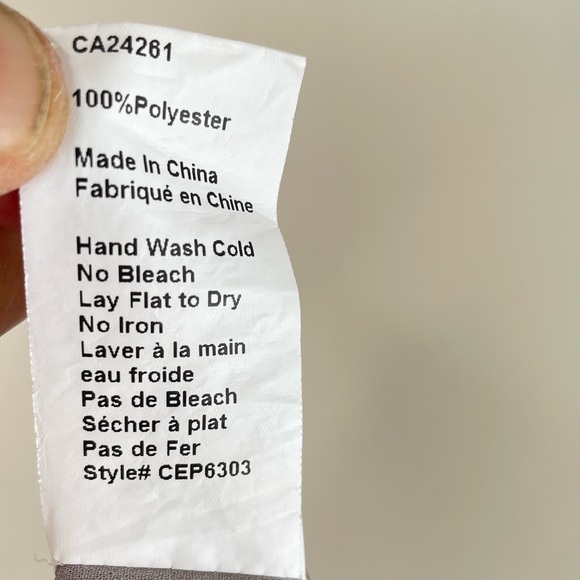 CA24261
100%Polyester
Made In China
Fabriqué en Chine
Hand Wash Cold
No Bleach
Lay Flat to Dry
No Iron
Laver à la main
eau froide
Pas de Bleach
Sécher à plat
Pas de Fer
Style# CEP6303